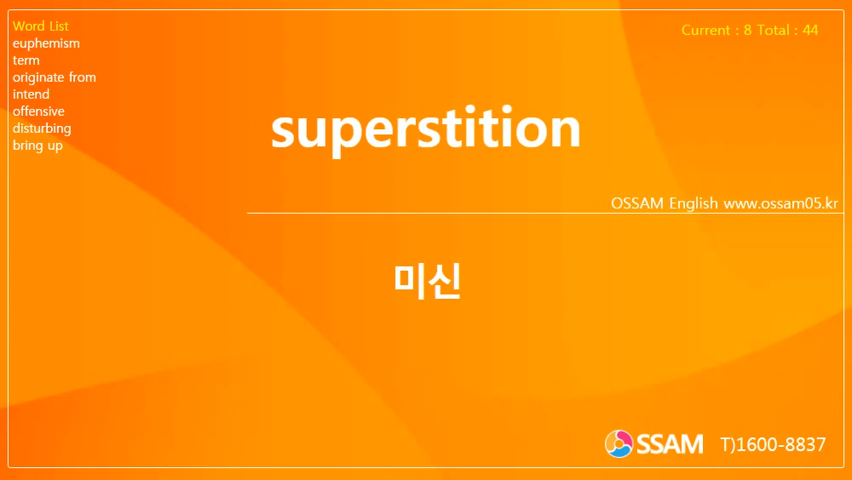 Word List
euphemism
term
originate from
intend
offensive
disturbing
bring up
Current : 8 Total : 44
superstition
OSSAM English www.ossam05.kr
미신
OSSAM T)1600-8837